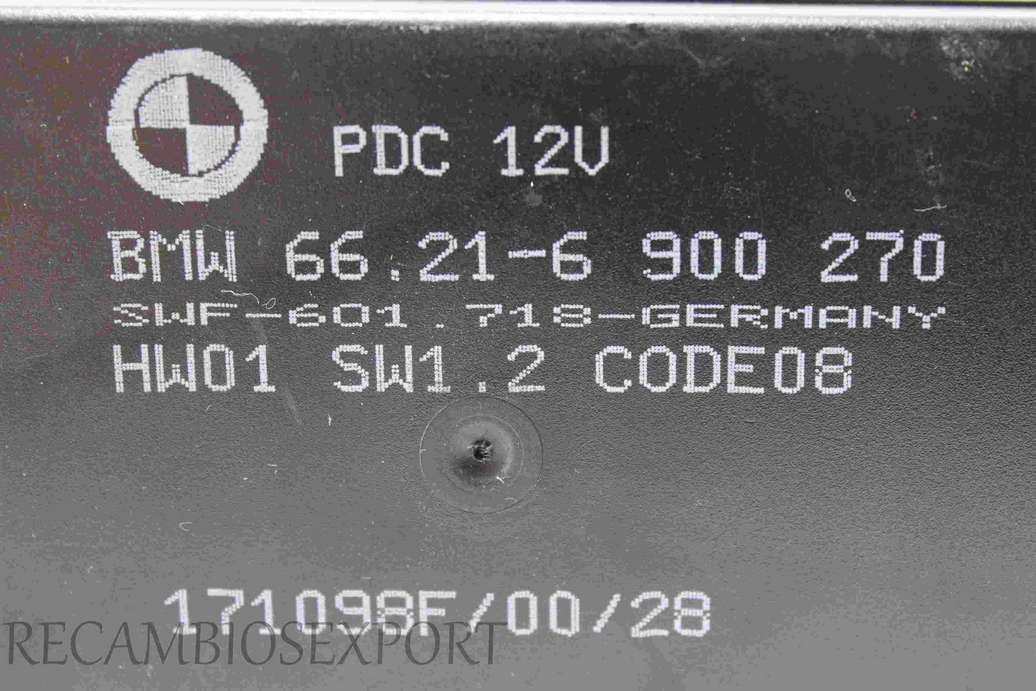 PDC 12V
BMW 66.21-6 900 270
SWF-601.718-GERMANY
HW01 SW1.2 CODE08
171098F/00/28
RECAMBIOSEXPORT